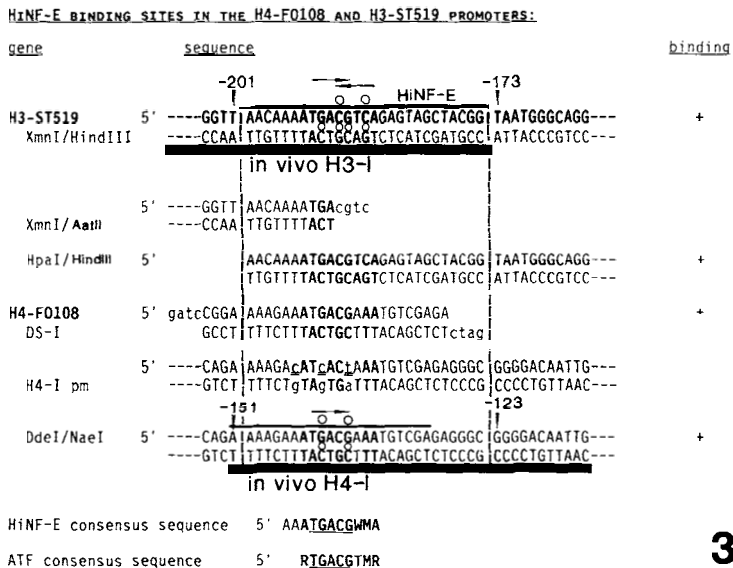 HINF-E BINDING SITES IN THE H4-F0108 AND H3-ST519 PROMOTERS:
gene sequence binding
-201 -173
HiNF-E
H3-ST519 5' ----GGTT AACAAAATGACGTCAGAGTAGCTACGG TAATGGGCAGG--- +
XmnI/HindIII ----CCAA TTGTTTTACTGCAGTCTCATCGATGCC ATTACCCGTCC---
in vivo H3-I
5' ----GGTT AACAAAATGAcgtc
XmnI/AatII ----CCAA TTGTTTTACT
HpaI/HindIII 5' AACAAAATGACGTCAGAGTAGCTACGG TAATGGGCAGG--- +
TTGTTTTACTGCAGTCTCATCGATGCC ATTACCCGTCC---
H4-F0108 5' gatcCGGA AAAGAAATGACGAAATGTCGAGA +
DS-I GCCT TTTCTTTACTGCTTTACAGCTCTctag
5' ----CAGA AAAGAcATcACtAAATGTCGAGAGGGC GGGGACAATTG---
H4-I pm ----GTCT TTTCTgTAgTGaTTTACAGCTCTCCCG CCCCTGTTAAC---
-151 -123
DdeI/NaeI 5' ----CAGA AAAGAAATGACGAAATGTCGAGAGGGC GGGGACAATTG--- +
----GTCT TTTCTTTACTGCTTTACAGCTCTCCCG CCCCTGTTAAC---
in vivo H4-I
HiNF-E consensus sequence 5' AAATGACGWMA
ATF consensus sequence 5' RTGACGTMR
3